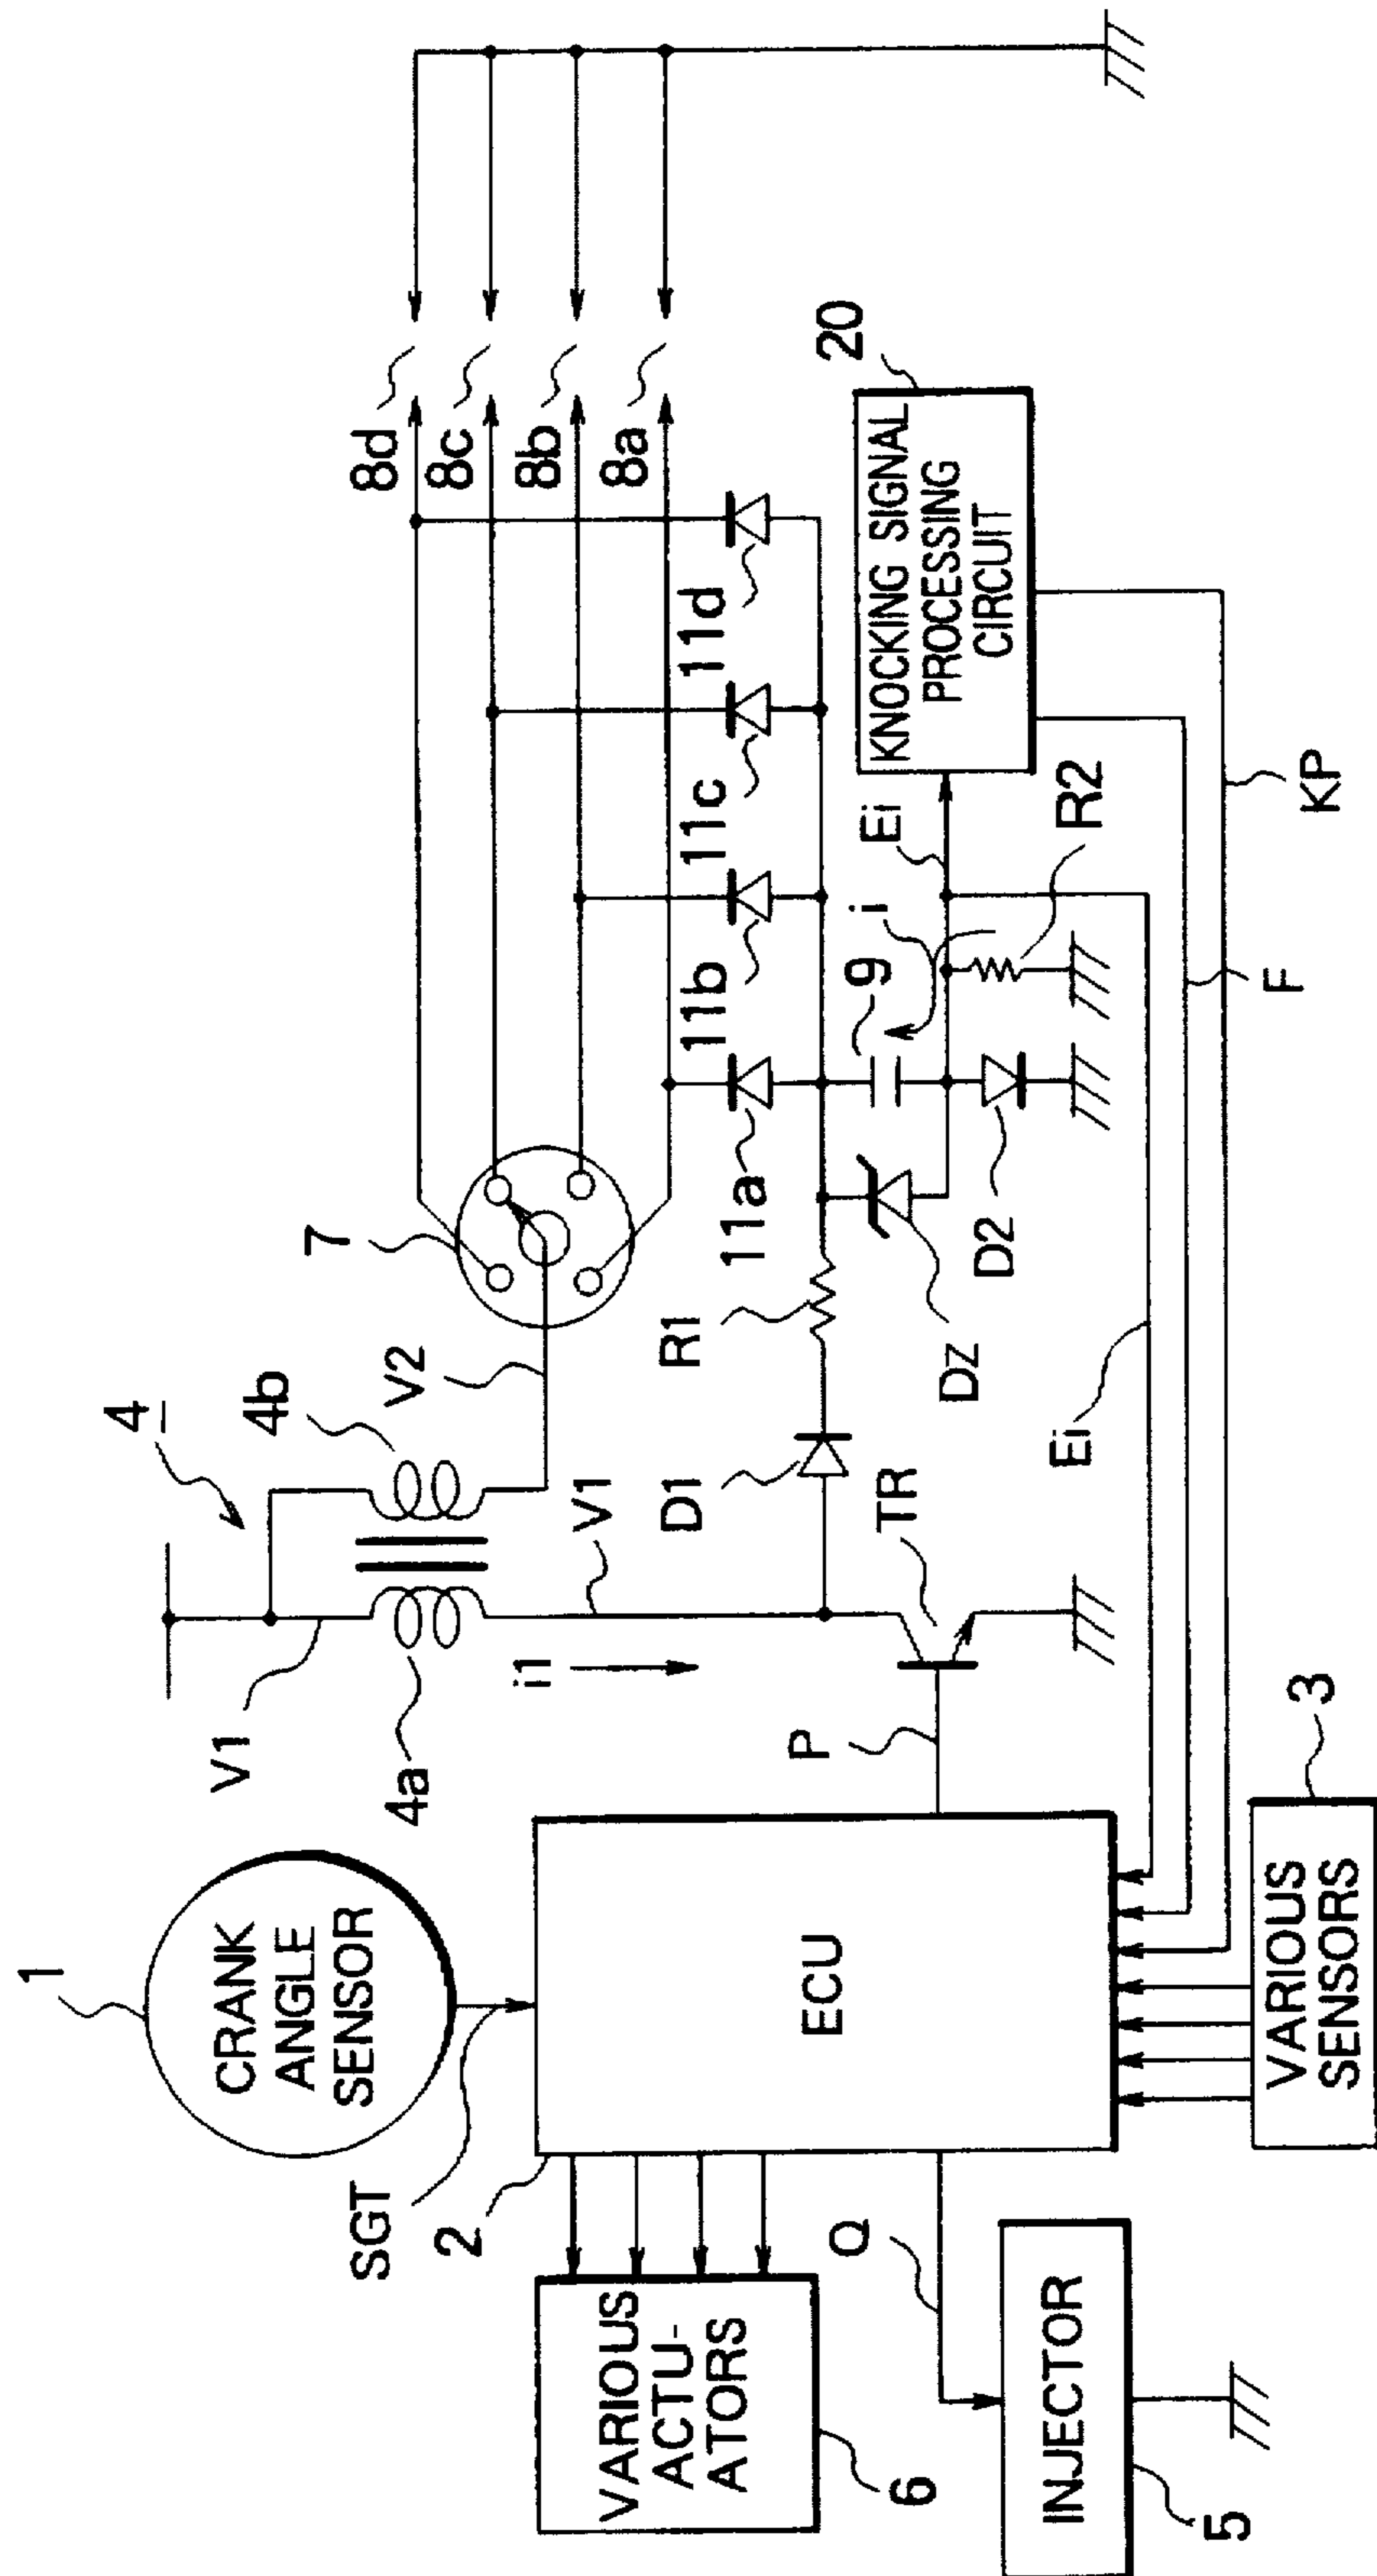 1
CRANK
ANGLE
SENSOR
SGT
2
ECU
VARIOUS
ACTU-
ATORS
6
Q
INJECTOR
5
VARIOUS
SENSORS
3
V1
4
4a
4b
i1
V1
V2
P
TR
7
D1
R1
DZ
D2
9
i
Ei
R2
11a
11b
11c
11d
8d
8c
8b
8a
20
KNOCKING SIGNAL
PROCESSING
CIRCUIT
Ei
F
KP